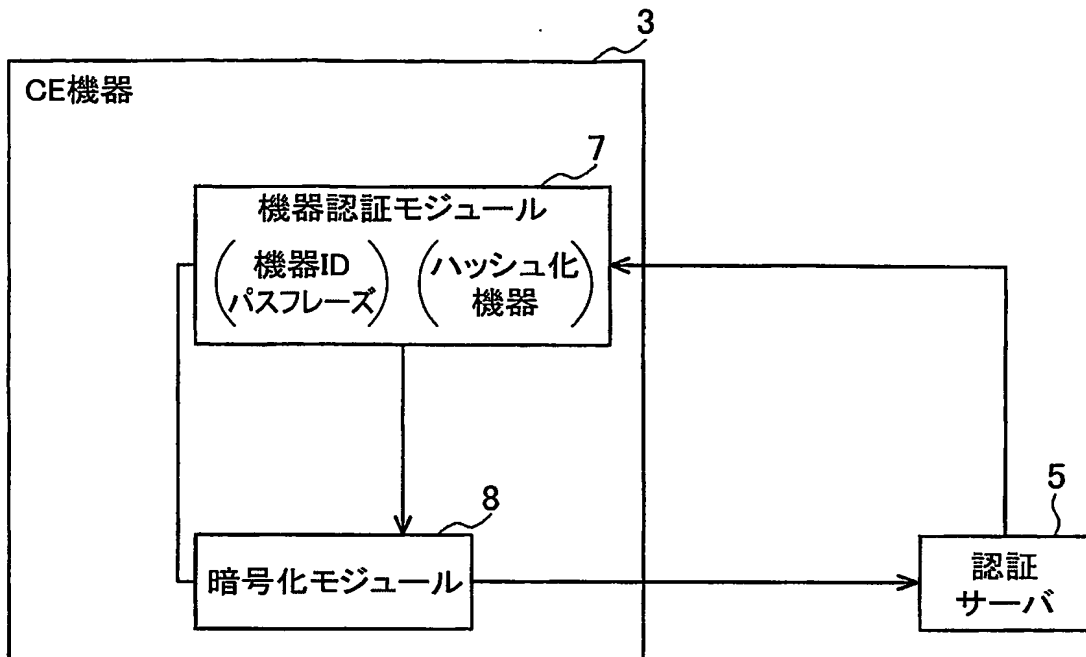 3
CE機器
7
機器認証モジュール
(機器ID
パスフレーズ)
(ハッシュ化
機器)
8
暗号化モジュール
5
認証
サーバ